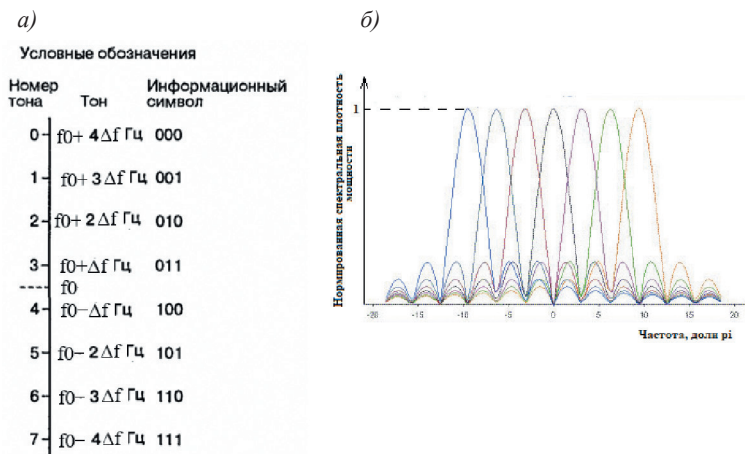 а)
Условные обозначения
Номер тона Тон Информационный символ
0 f0+ 4Δf Гц 000
1 f0+ 3Δf Гц 001
2 f0+ 2Δf Гц 010
3 f0+Δf Гц 011
f0
4 f0−Δf Гц 100
5 f0− 2Δf Гц 101
6 f0− 3Δf Гц 110
7 f0− 4Δf Гц 111
б)
Нормированная спектральная плотность
мощности
1
-20 -15 -10 -5 0 5 10 15 20
Частота, доли pi